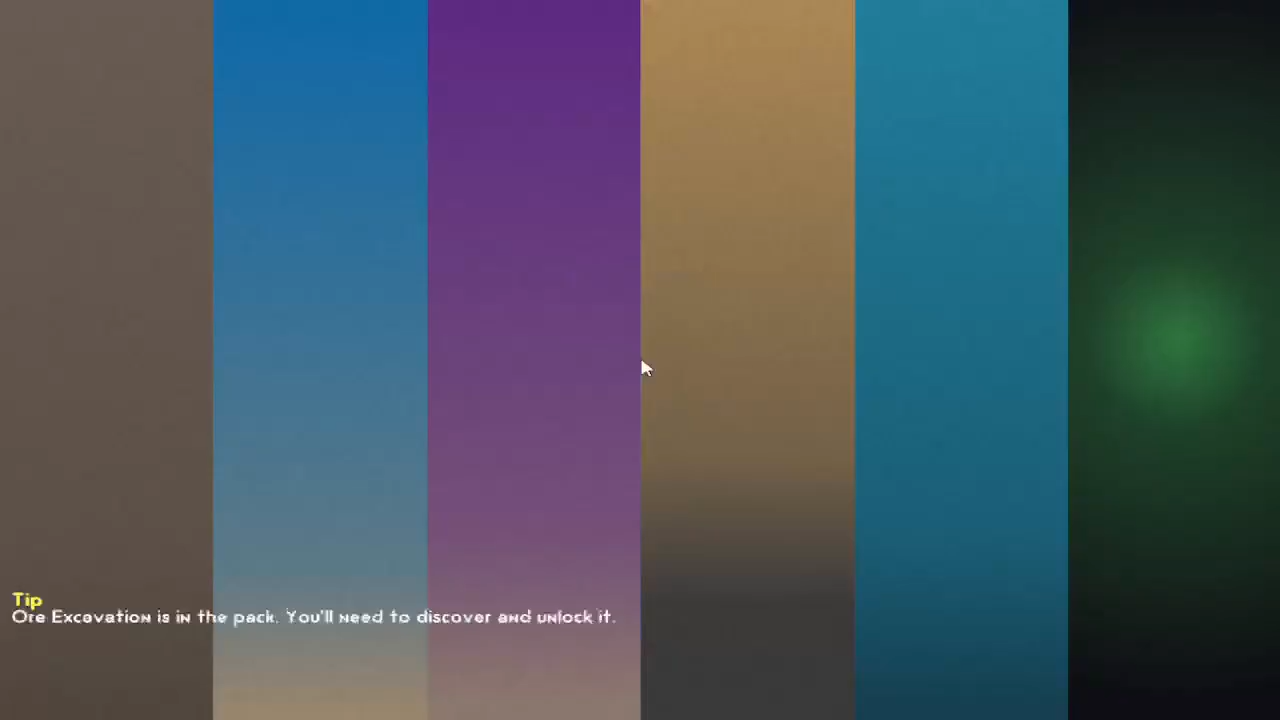 Tip
Ore Excavation is in the pack. You'll need to discover and unlock it.